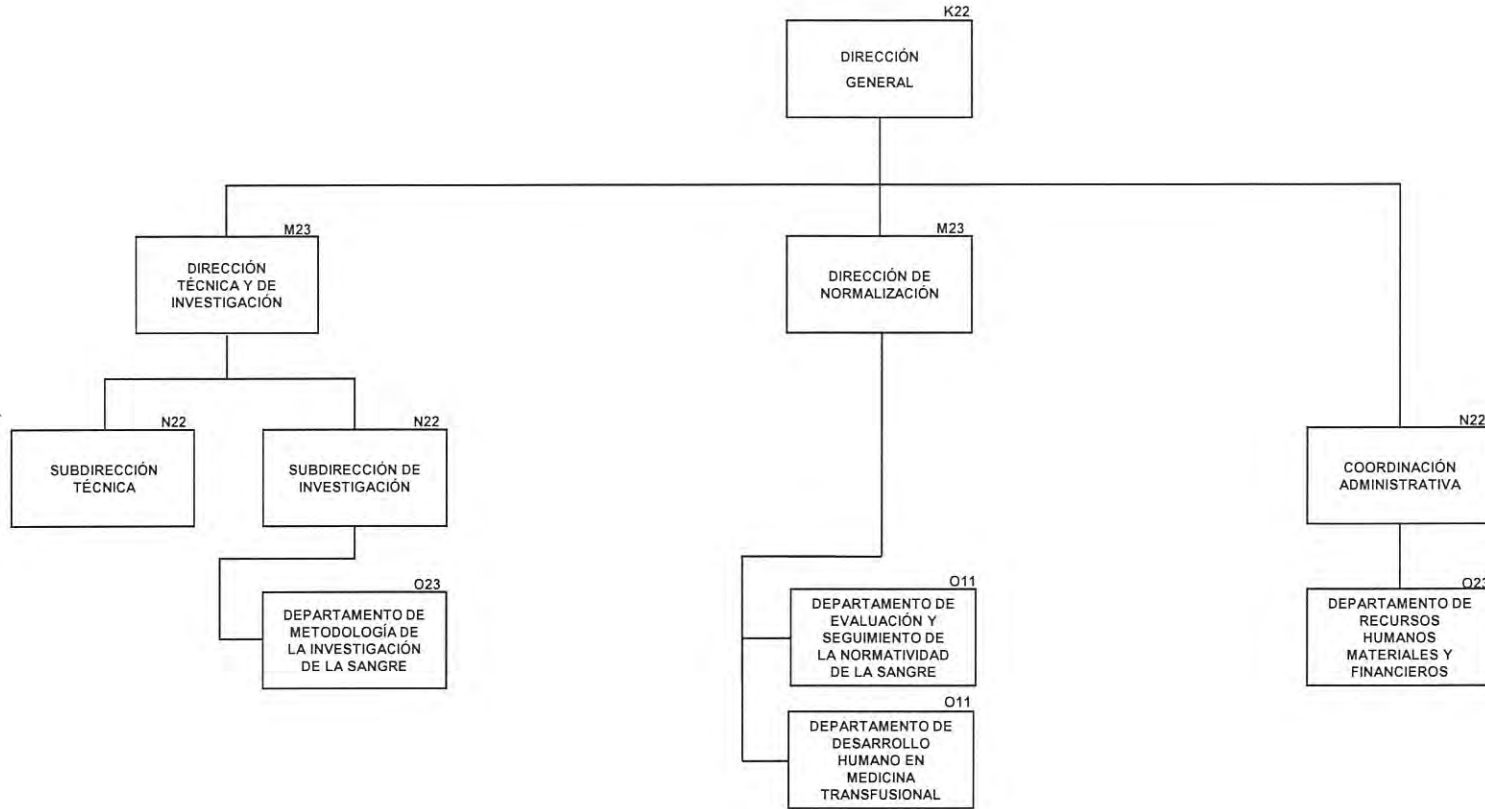 K22
DIRECCIÓN
GENERAL
M23
DIRECCIÓN
TÉCNICA Y DE
INVESTIGACIÓN
M23
DIRECCIÓN DE
NORMALIZACIÓN
N22
SUBDIRECCIÓN
TÉCNICA
N22
SUBDIRECCIÓN DE
INVESTIGACIÓN
N22
COORDINACIÓN
ADMINISTRATIVA
O23
DEPARTAMENTO DE
METODOLOGÍA DE
LA INVESTIGACIÓN
DE LA SANGRE
O11
DEPARTAMENTO DE
EVALUACIÓN Y
SEGUIMIENTO DE
LA NORMATIVIDAD
DE LA SANGRE
O23
DEPARTAMENTO DE
RECURSOS
HUMANOS
MATERIALES Y
FINANCIEROS
O11
DEPARTAMENTO DE
DESARROLLO
HUMANO EN
MEDICINA
TRANSFUSIONAL